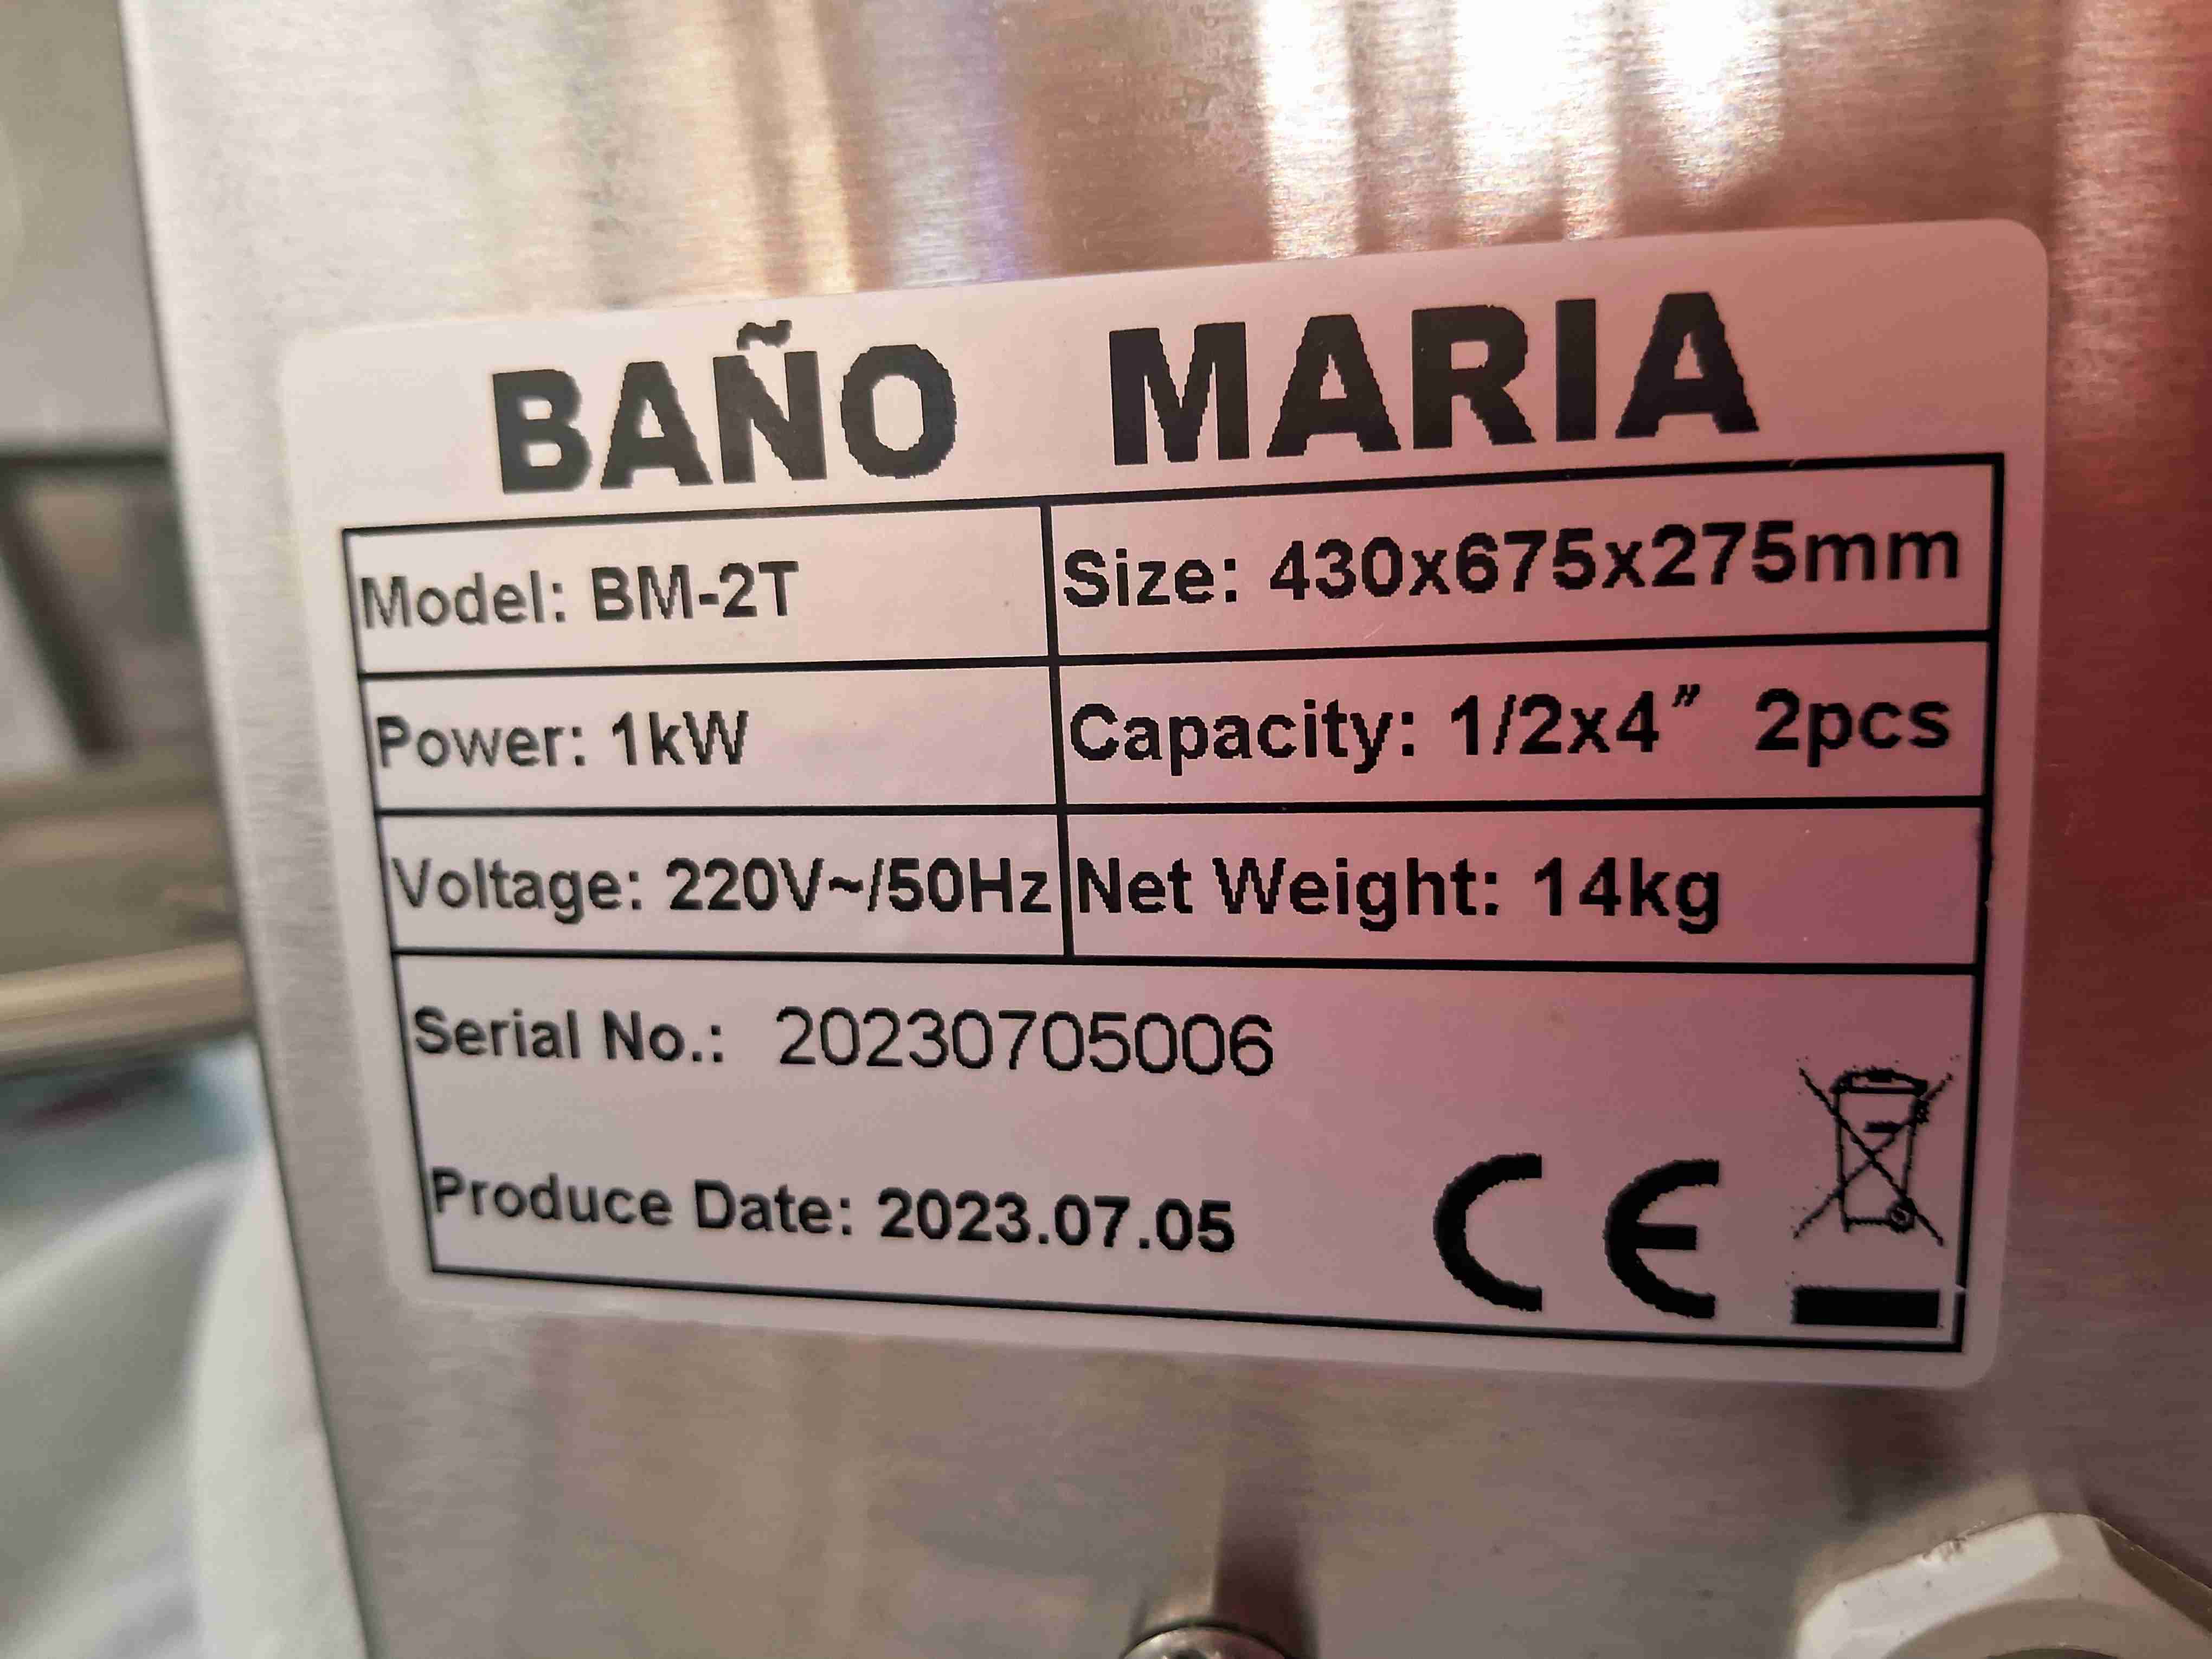 BAÑO MARIA
Model: BM-2T
Size: 430x675x275mm
Power: 1kW
Capacity: 1/2x4″ 2pcs
Voltage: 220V~/50Hz
Net Weight: 14kg
Serial No.: 20230705006
Produce Date: 2023.07.05
CE